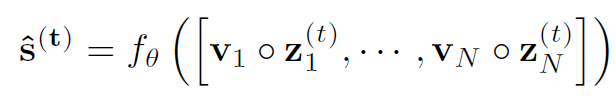 ŝ^(t) = f_θ ([v_1 ∘ z_1^(t), ⋯ , v_N ∘ z_N^(t)])